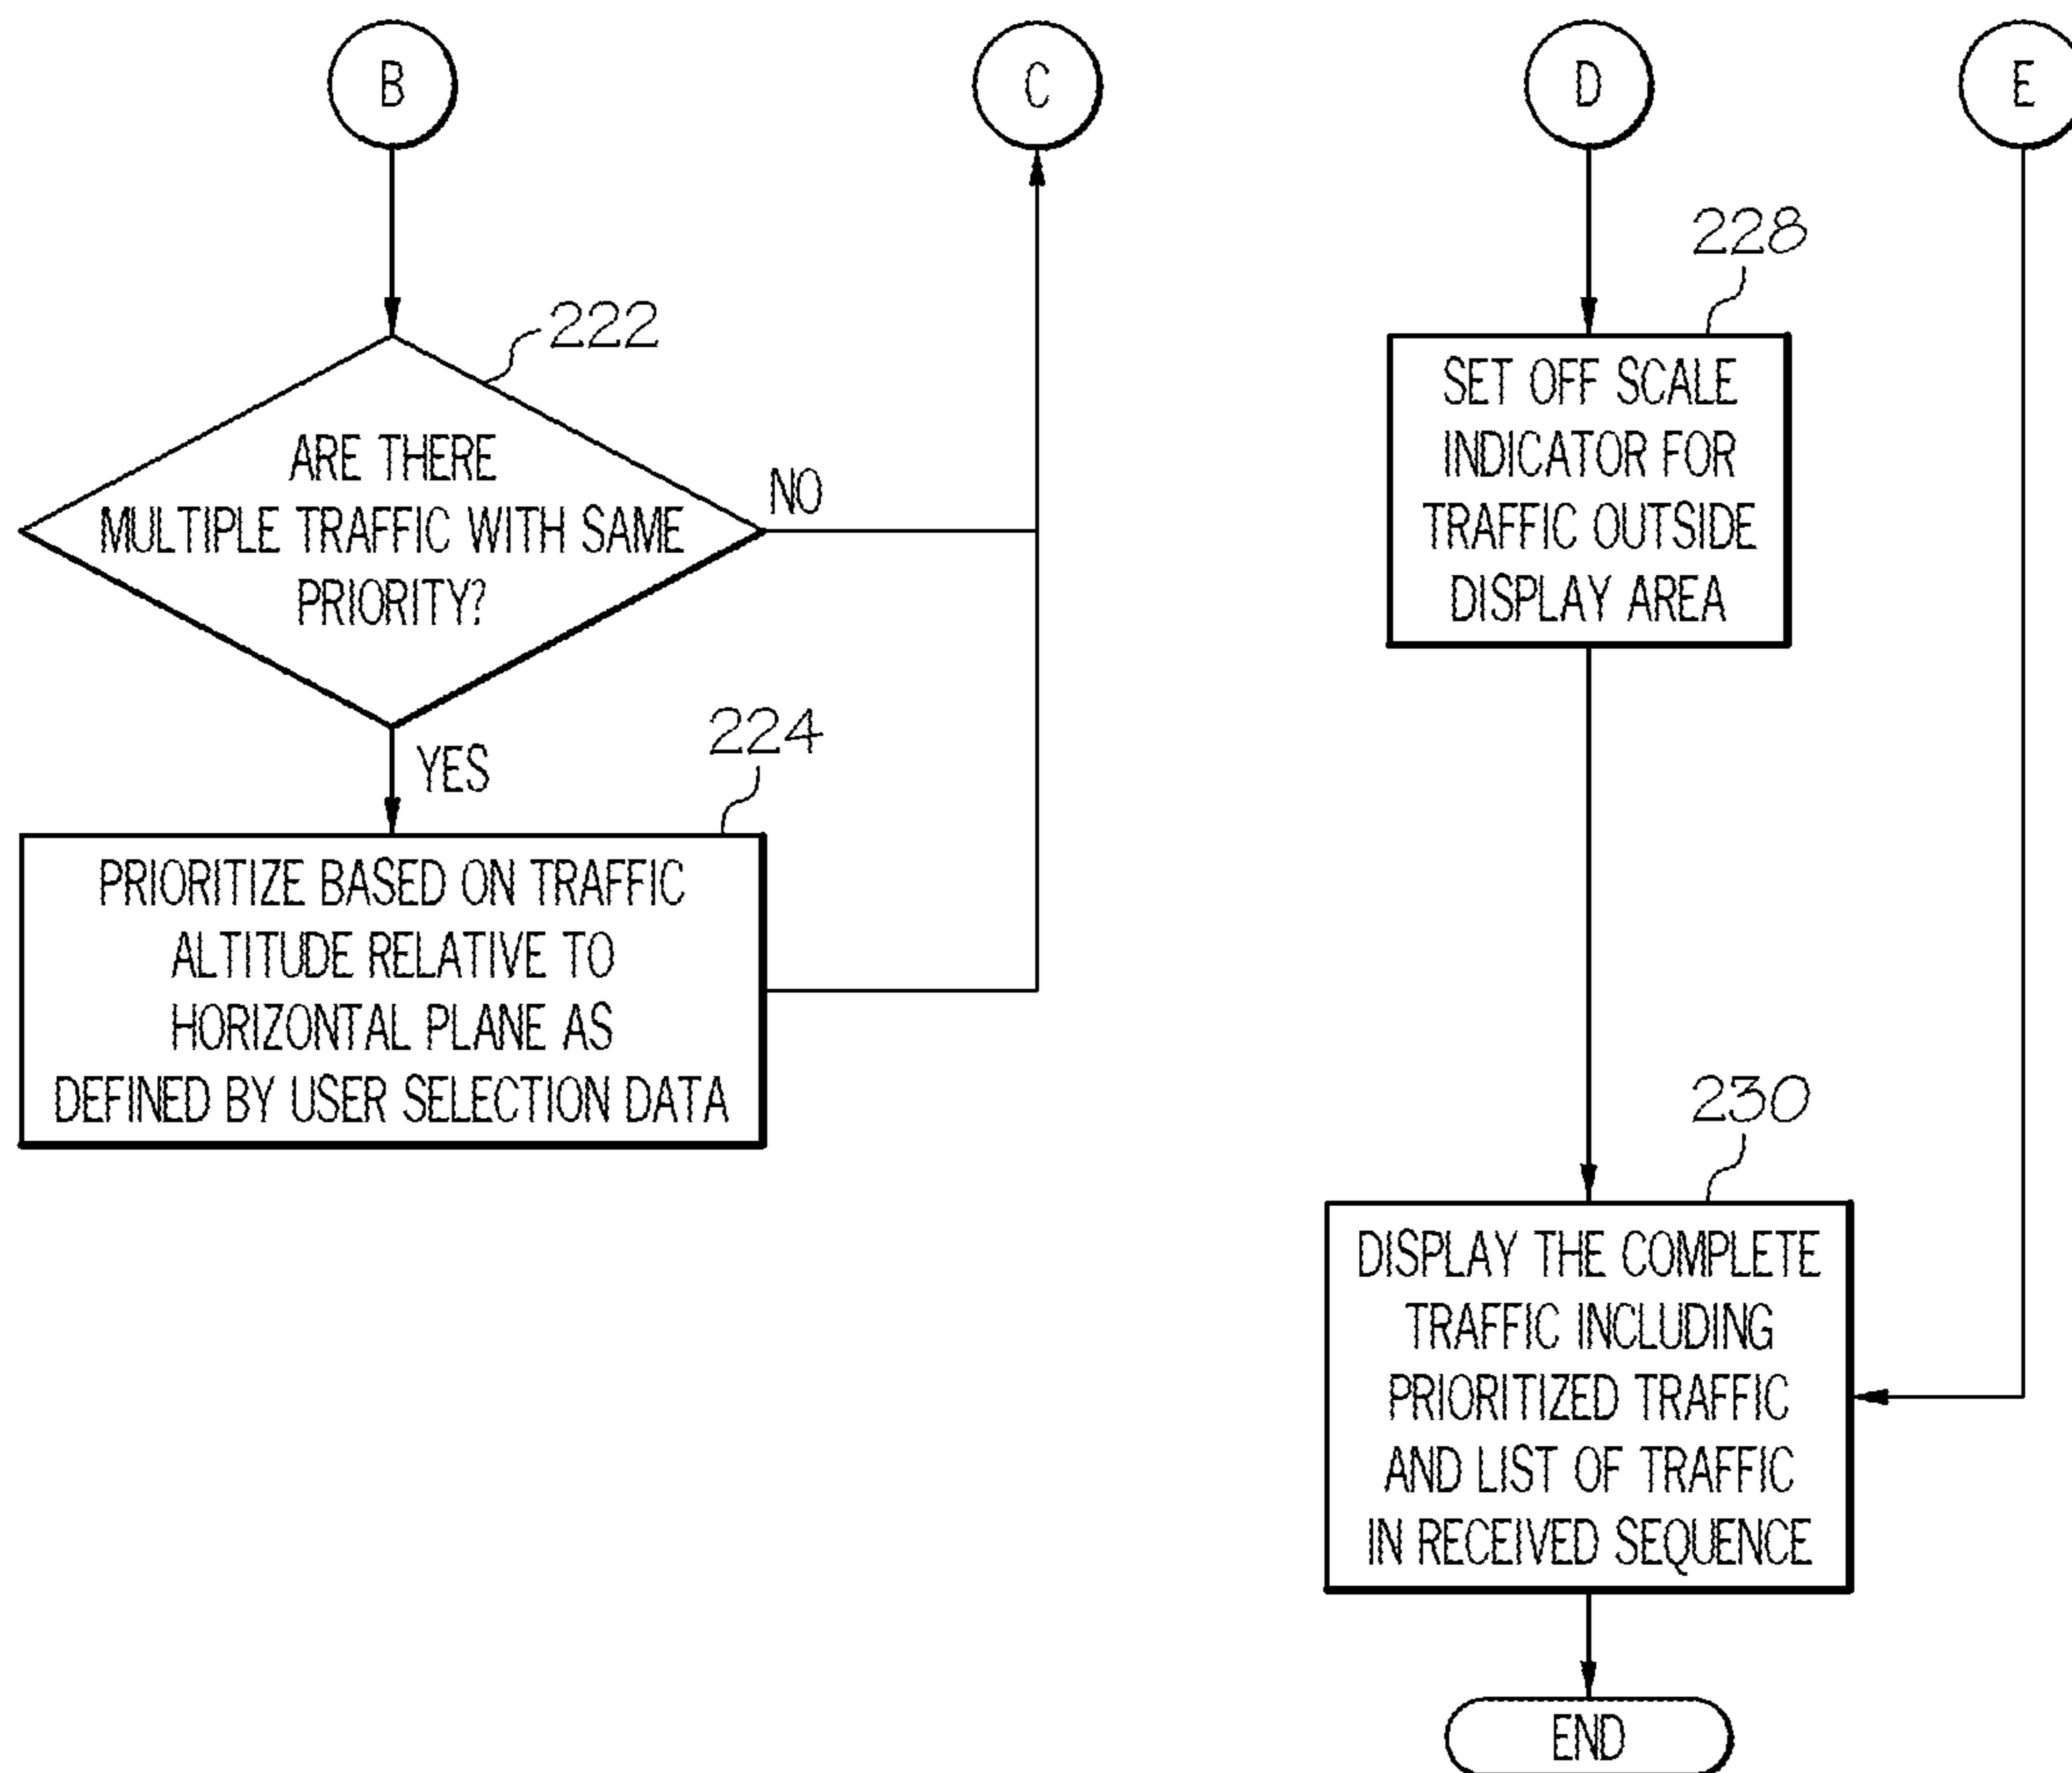 B
C
D
E
222
ARE THERE
MULTIPLE TRAFFIC WITH SAME
PRIORITY?
NO
YES
224
PRIORITIZE BASED ON TRAFFIC
ALTITUDE RELATIVE TO
HORIZONTAL PLANE AS
DEFINED BY USER SELECTION DATA
228
SET OFF SCALE
INDICATOR FOR
TRAFFIC OUTSIDE
DISPLAY AREA
230
DISPLAY THE COMPLETE
TRAFFIC INCLUDING
PRIORITIZED TRAFFIC
AND LIST OF TRAFFIC
IN RECEIVED SEQUENCE
END